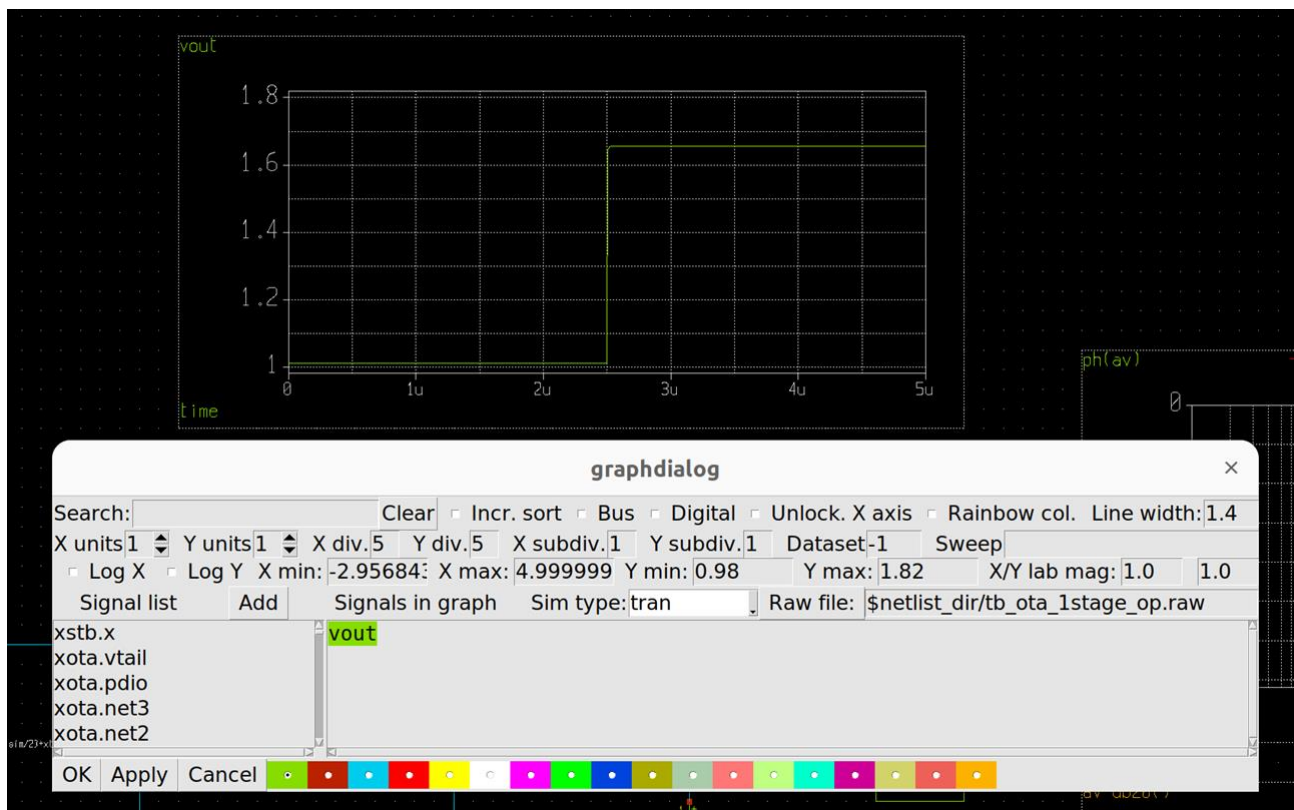 vout
1.8
1.6
1.4
1.2
1
0 1u 2u 3u 4u 5u
time
ph(av)
0
graphdialog ×
Search: Clear Incr. sort Bus Digital Unlock. X axis Rainbow col. Line width: 1.4
X units 1 Y units 1 X div. 5 Y div. 5 X subdiv. 1 Y subdiv. 1 Dataset -1 Sweep
Log X Log Y X min: -2.956843 X max: 4.999999 Y min: 0.98 Y max: 1.82 X/Y lab mag: 1.0 1.0
Signal list Add Signals in graph Sim type: tran Raw file: $netlist_dir/tb_ota_1stage_op.raw
xstb.x vout
xota.vtail
xota.pdio
xota.net3
xota.net2
OK Apply Cancel